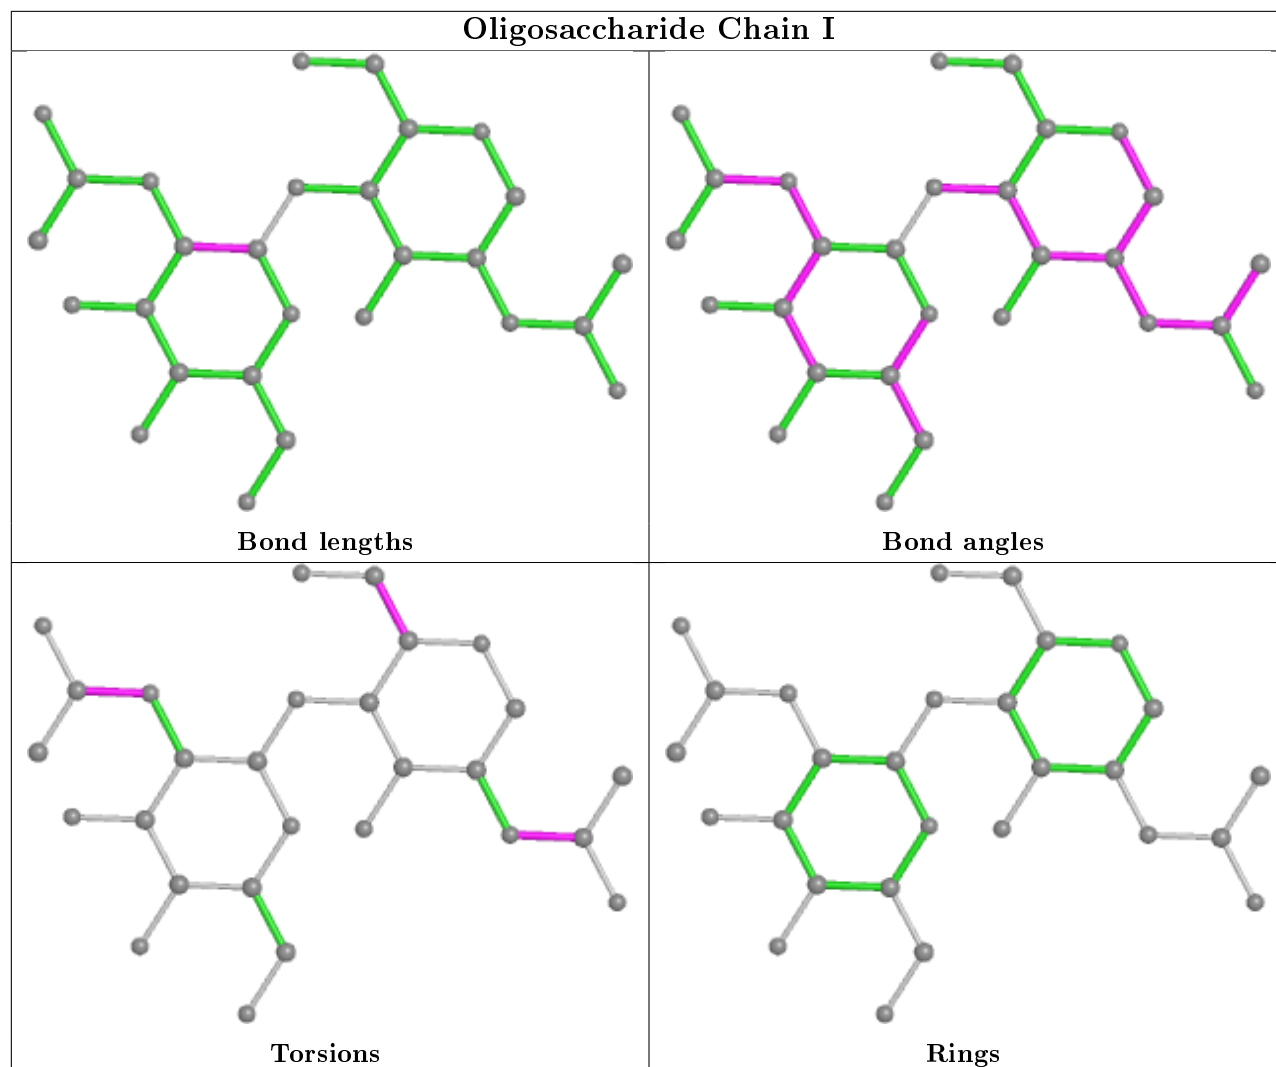 Oligosaccharide Chain I
Bond lengths
Bond angles
Torsions
Rings